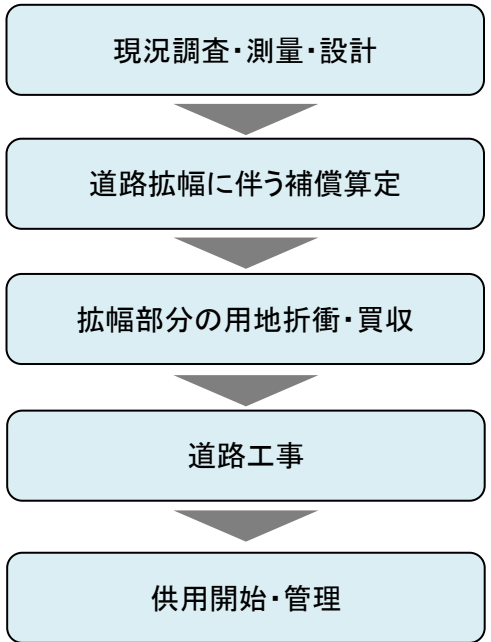 現況調査・測量・設計
道路拡幅に伴う補償算定
拡幅部分の用地折衝・買収
道路工事
供用開始・管理